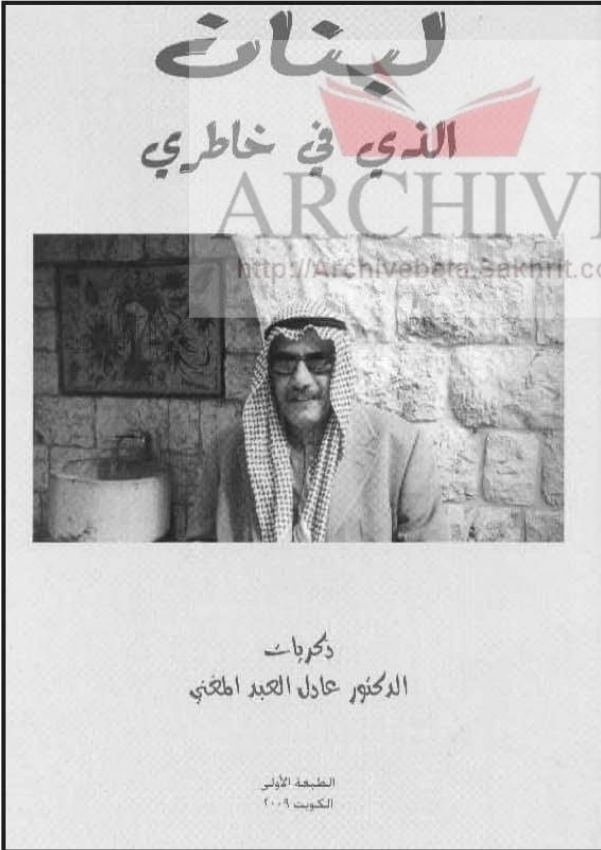 لبنان
الذي في خاطري
ARCHIVE
http://Archivebeta.Sakhrit.co
ذكريات
الدكتور عادل العبد المغني
الطبعة الأولى
الكويت ٢٠٠٩